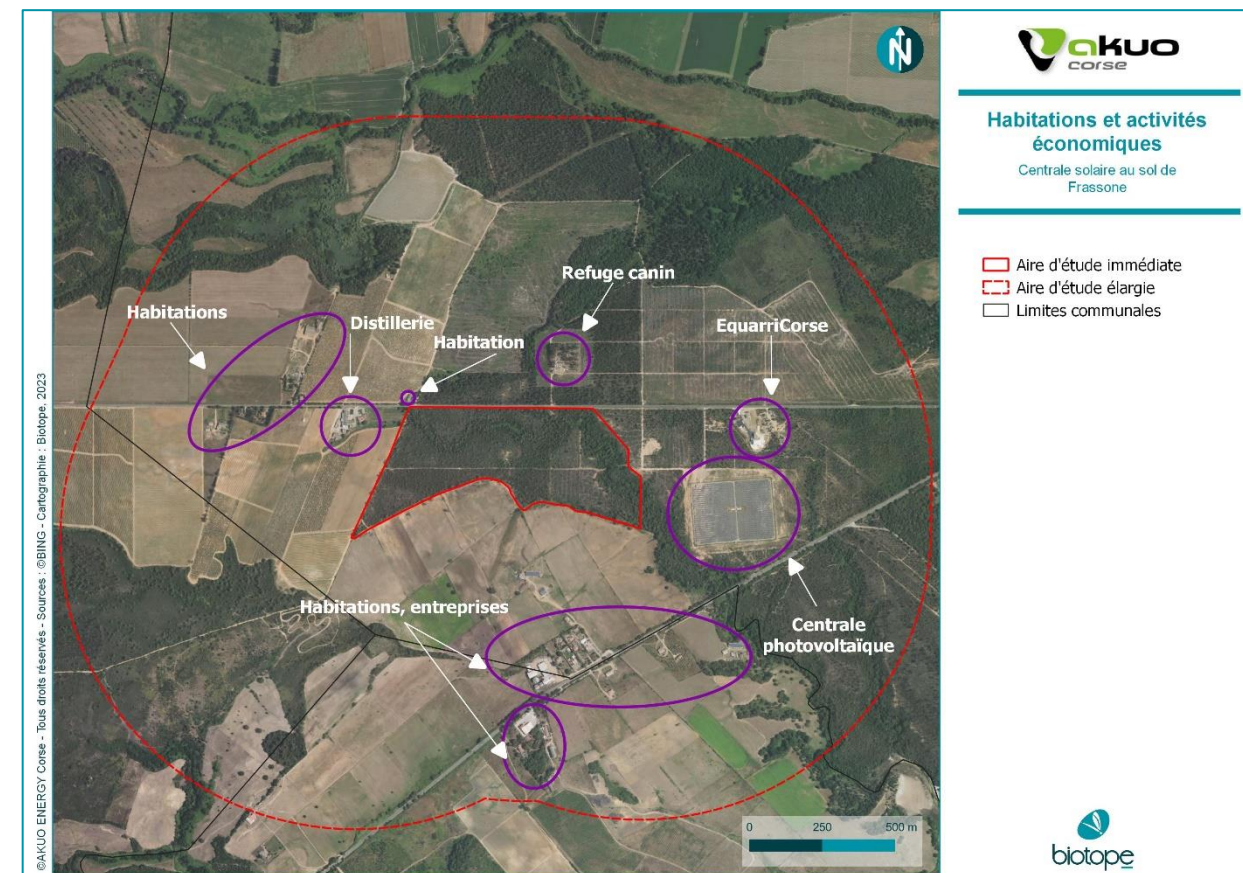 akuo
corse
Habitations et activités
économiques
Centrale solaire au sol de
Frassone
Aire d'étude immédiate
Aire d'étude élargie
Limites communales
N
Refuge canin
Habitations
Distillerie
EquarriCorse
Habitation
Habitations, entreprises
Centrale
photovoltaïque
0 250 500 m
©AKUO ENERGY Corse - Tous droits réservés - Sources : ©BING - Cartographie : Biotope, 2023
biotope